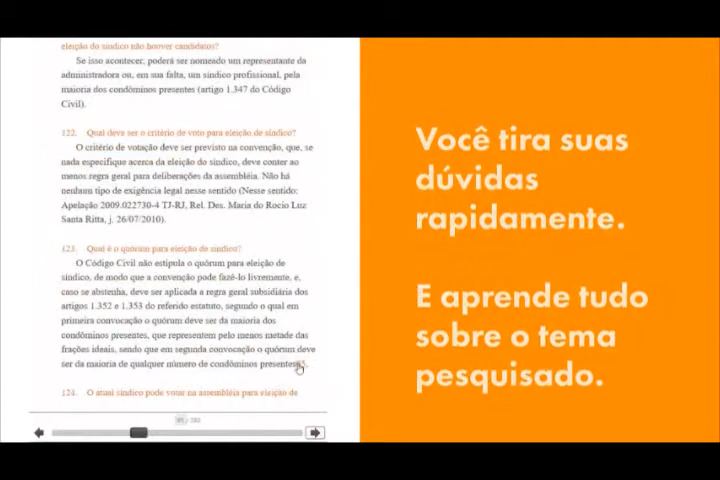 eleição do síndico não hoover candidatos?
Se isso acontecer, poderá ser nomeado um representante da
administradora ou, em sua falta, um síndico profissional, pela
maioria dos condôminos presentes (artigo 1.347 do Código
Civil).
122. Qual deve ser o critério de voto para eleição de síndico?
O critério de votação deve ser previsto na convenção, que, se
nada especifique acerca da eleição do síndico, deve conter ao
menos regra geral para deliberações da assembléia. Não há
nenhum tipo de exigência legal nesse sentido (Nesse sentido:
Apelação 2009.022730-4 TJ-RJ, Rel. Des. Maria do Rocio Luz
Santa Ritta, j. 26/07/2010).
123. Qual é o quórum para eleição de síndico?
O Código Civil não estipula o quórum para eleição de
síndico, de modo que a convenção pode fazê-lo livremente, e,
caso se abstenha, deve ser aplicada a regra geral subsidiária dos
artigos 1.352 e 1.353 do referido estatuto, segundo o qual em
primeira convocação o quórum deve ser da maioria dos
condôminos presentes, que representem pelo menos metade das
frações ideais, sendo que em segunda convocação o quórum deve
ser da maioria de qualquer número de condôminos presentes
124. O atual síndico pode votar na assembléia para eleição de
Você tira suas
dúvidas
rapidamente.
E aprende tudo
sobre o tema
pesquisado.